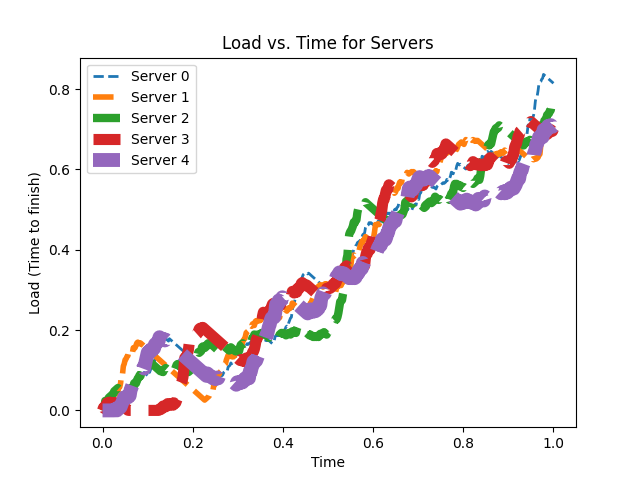 Load vs. Time for Servers
Server 0
Server 1
Server 2
Server 3
Server 4
Load (Time to finish)
0.8
0.6
0.4
0.2
0.0
0.0 0.2 0.4 0.6 0.8 1.0
Time